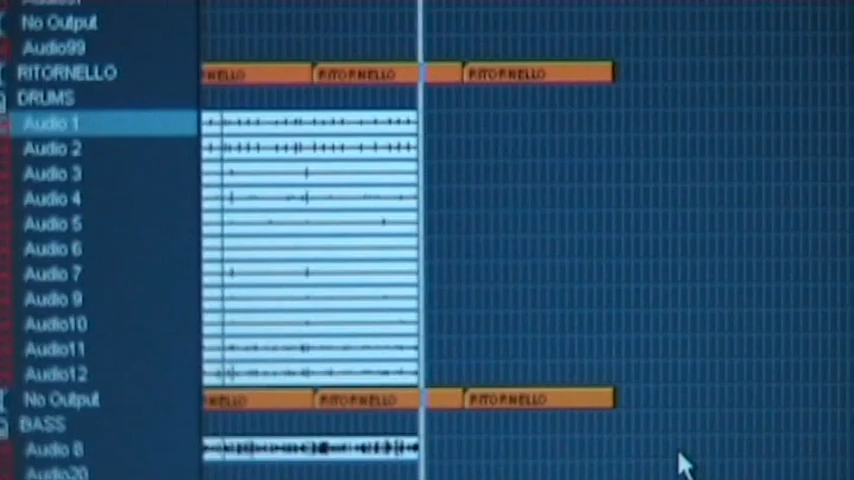 No Output
Audio99
RITORNELLO NELLO RITORNELLO RITORNELLO
DRUMS
Audio 1
Audio 2
Audio 3
Audio 4
Audio 5
Audio 6
Audio 7
Audio 9
Audio10
Audio11
Audio12
No Output NELLO RITORNELLO RITORNELLO
BASS
Audio 8
Audio20